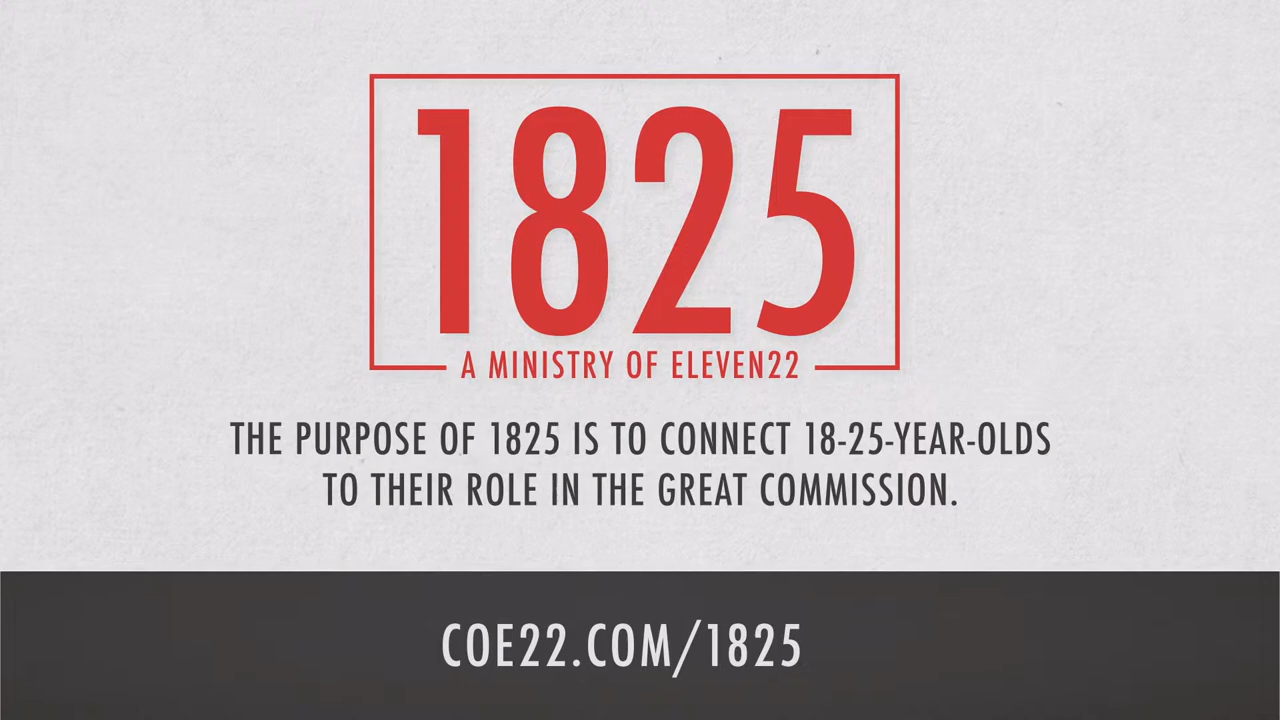 1825
A MINISTRY OF ELEVEN22
THE PURPOSE OF 1825 IS TO CONNECT 18-25-YEAR-OLDS
TO THEIR ROLE IN THE GREAT COMMISSION.
COE22.COM/1825